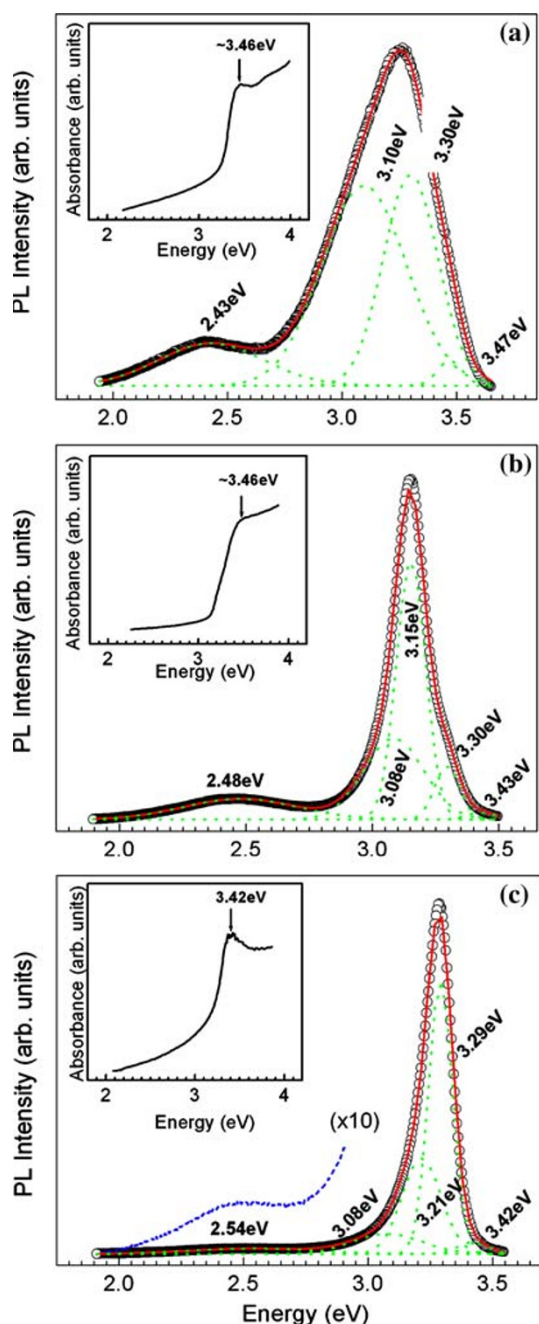 (a)
~3.46eV
Absorbance (arb. units)
2 3 4
Energy (eV)
PL Intensity (arb. units)
2.43eV
3.10eV
3.30eV
3.47eV
2.0 2.5 3.0 3.5
(b)
~3.46eV
Absorbance (arb. units)
2 3 4
Energy (eV)
PL Intensity (arb. units)
2.48eV
3.08eV
3.15eV
3.30eV
3.43eV
2.0 2.5 3.0 3.5
(c)
3.42eV
Absorbance (arb. units)
2 3 4
Energy (eV)
PL Intensity (arb. units)
(x10)
2.54eV
3.08eV
3.21eV
3.29eV
3.42eV
2.0 2.5 3.0 3.5
Energy (eV)